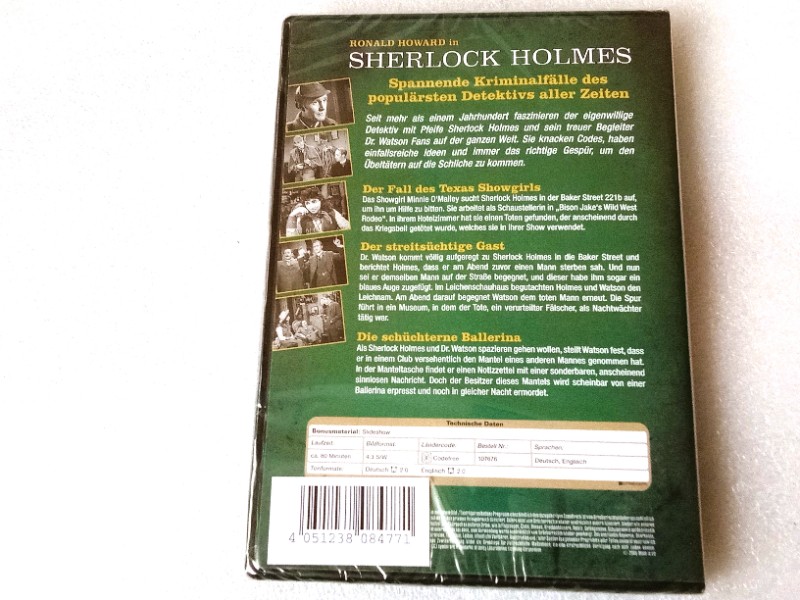 RONALD HOWARD in
SHERLOCK HOLMES
Spannende Kriminalfälle des
populärsten Detektivs aller Zeiten
Seit mehr als einem Jahrhundert faszinieren der eigenwillige
Detektiv mit Pfeife Sherlock Holmes und sein treuer Begleiter
Dr. Watson Fans auf der ganzen Welt. Sie knacken Codes, haben
einfallsreiche Ideen und immer das richtige Gespür, um den
Übeltätern auf die Schliche zu kommen.
Der Fall des Texas Showgirls
Das Showgirl Minnie O'Malley sucht Sherlock Holmes in der Baker Street 221b auf,
um ihn um Hilfe zu bitten. Sie arbeitet als Schaustellerin in „Bison Jake's Wild West
Rodeo". In ihrem Hotelzimmer hat sie einen Toten gefunden, der anscheinend durch
das Kriegsbeil getötet wurde, welches sie in ihrer Show verwendet.
Der streitsüchtige Gast
Dr. Watson kommt völlig aufgeregt zu Sherlock Holmes in die Baker Street und
berichtet Holmes, dass er am Abend zuvor einen Mann sterben sah. Und nun
sei er demselben Mann auf der Straße begegnet, und dieser habe ihm sogar ein
blaues Auge zugefügt. Im Leichenschauhaus begutachten Holmes und Watson den
Leichnam. Am Abend darauf begegnet Watson dem toten Mann erneut. Die Spur
führt in ein Museum, in dem der Tote, ein verurteilter Fälscher, als Nachtwächter
tätig war.
Die schüchterne Ballerina
Als Sherlock Holmes und Dr. Watson spazieren gehen wollen, stellt Watson fest, dass
er in einem Club versehentlich den Mantel eines anderen Mannes genommen hat.
In der Manteltasche findet er einen Notizzettel mit einer sonderbaren, anscheinend
sinnlosen Nachricht. Doch der Besitzer dieses Mantels wird scheinbar von einer
Ballerina erpresst und noch in gleicher Nacht ermordet.
Technische Daten
Bonusmaterial: Slideshow
Laufzeit: Bildformat: Ländercode: Bestell Nr.: Sprachen:
ca. 80 Minuten 4:3 Codefree Deutsch, Englisch
Tonformate: Deutsch 2.0 Englisch 2.0
4 051238 084771